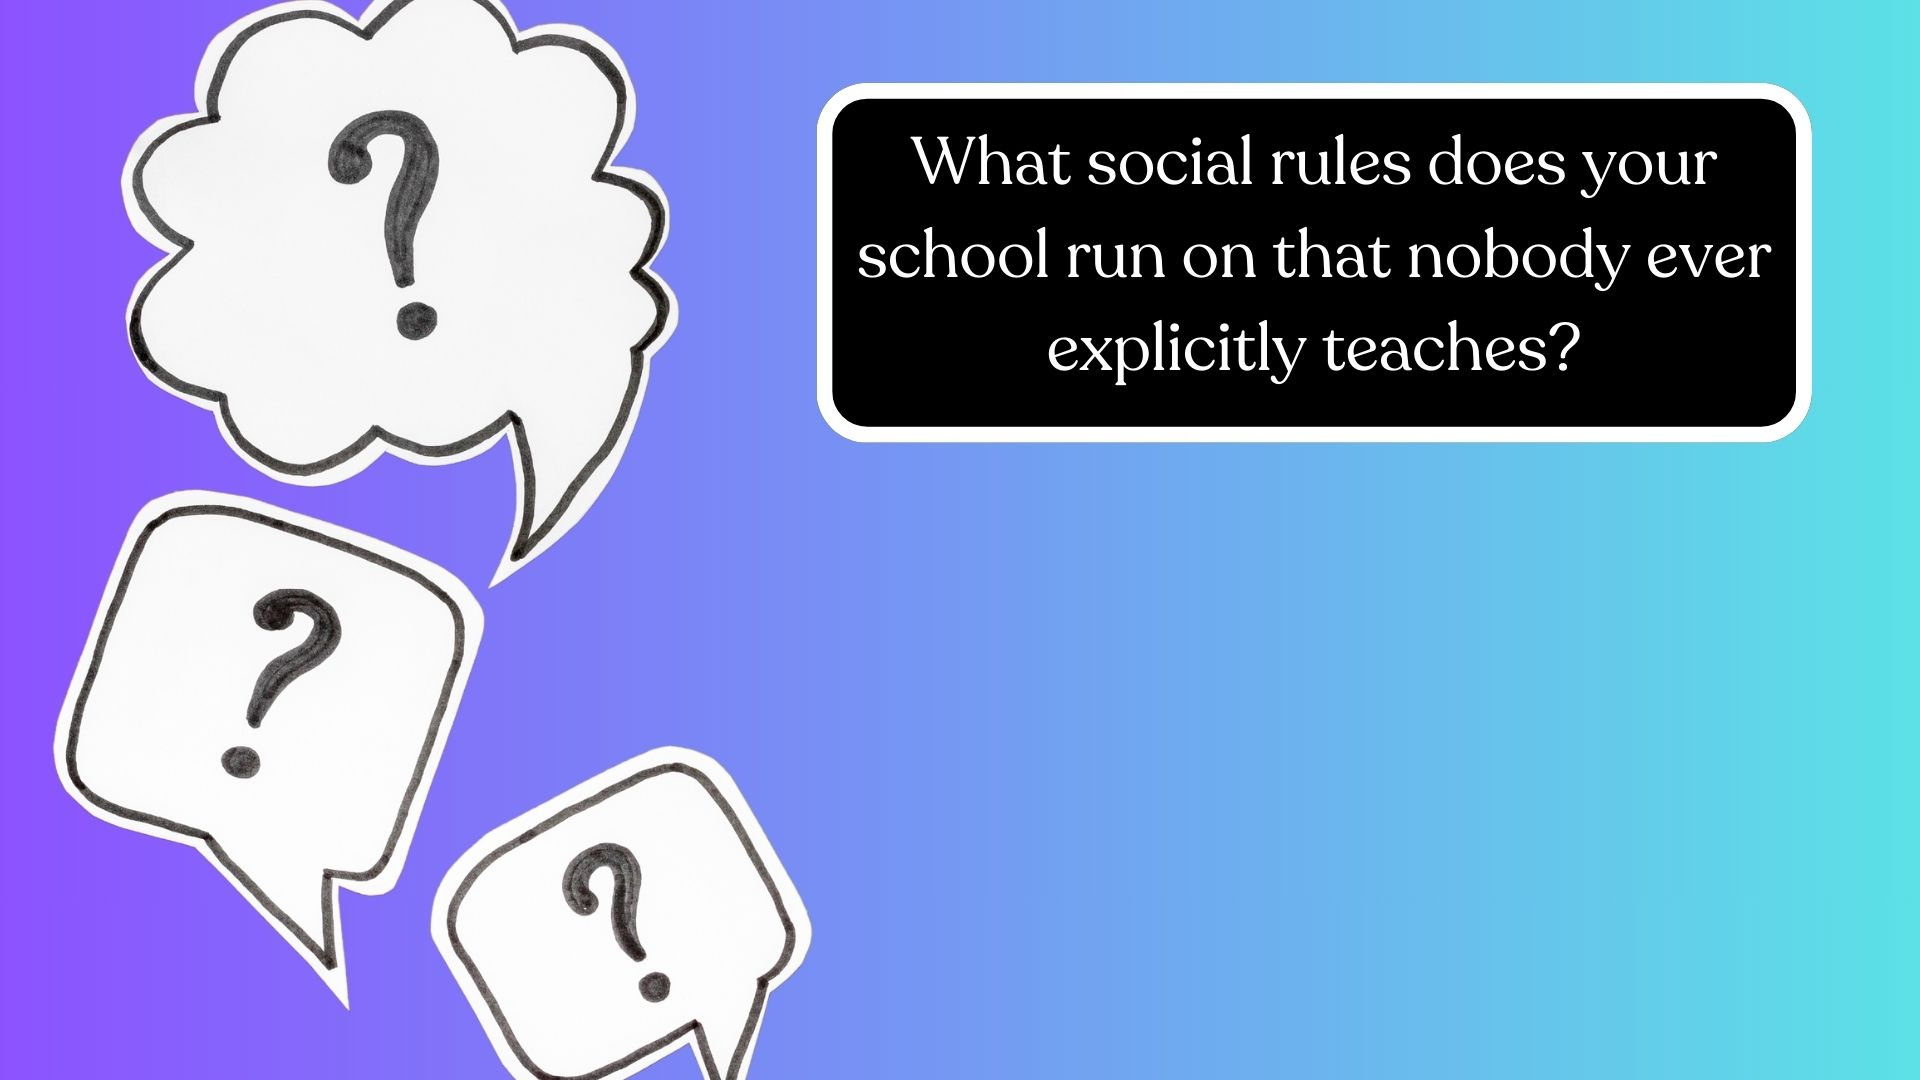 What social rules does your
school run on that nobody ever
explicitly teaches?
?
?
?